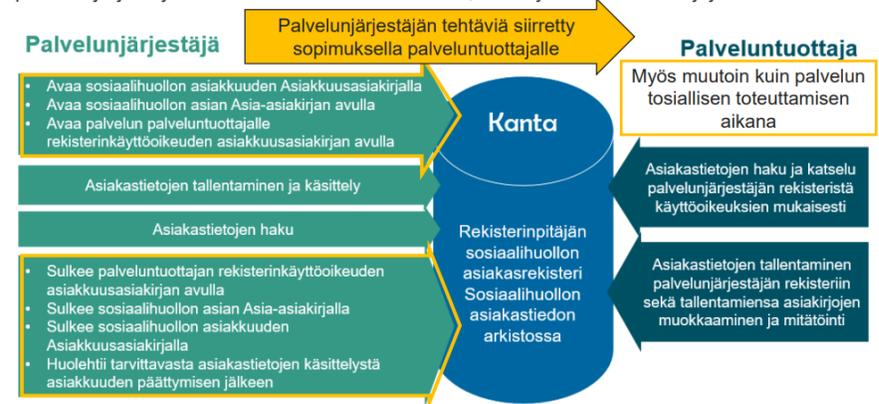 Palvelunjärjestäjän tehtäviä siirretty
sopimuksella palveluntuottajalle
Palvelunjärjestäjä
Palveluntuottaja
• Avaa sosiaalihuollon asiakkuuden Asiakkuusasiakirjalla
• Avaa sosiaalihuollon asian Asia-asiakirjan avulla
• Avaa palvelun palveluntuottajalle
rekisterinkäyttöoikeuden asiakkuusasiakirjan avulla
Asiakastietojen tallentaminen ja käsittely
Asiakastietojen haku
• Sulkee palveluntuottajan rekisterinkäyttöoikeuden
asiakkuusasiakirjan avulla
• Sulkee sosiaalihuollon asian Asia-asiakirjalla
• Sulkee sosiaalihuollon asiakkuuden
Asiakkuusasiakirjalla
• Huolehtii tarvittavasta asiakastietojen käsittelystä
asiakkuuden päättymisen jälkeen
Kanta
Rekisterinpitäjän
sosiaalihuollon
asiakasrekisteri
Sosiaalihuollon
asiakastiedon
arkistossa
Myös muutoin kuin palvelun
tosiallisen toteuttamisen
aikana
Asiakastietojen haku ja katselu
palvelunjärjestäjän rekisteristä
käyttöoikeuksien mukaisesti
Asiakastietojen tallentaminen
palvelunjärjestäjän rekisteriin
sekä tallentamiensa asiakirjojen
muokkaaminen ja mitätöinti